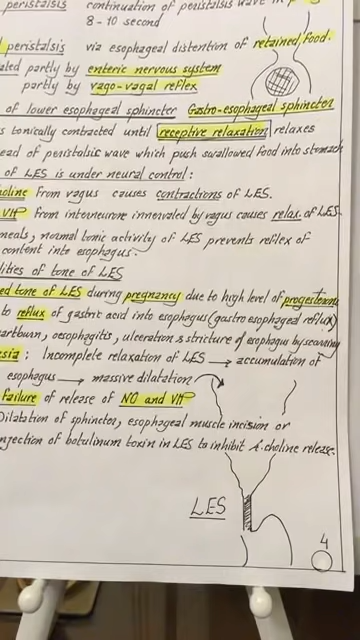 peristalsis continuation of peristalsis wave in
8-10 second
peristalsis via esophageal distention of retained food.
ated partly by enteric nervous system
partly by vago-vagal reflex
of lower esophageal sphincter Gastro-esophageal sphincter
s tonically contracted until receptive relaxation relaxes
ead of peristalsis wave which push swallowed food into stomach
of LES is under neural control:
holine from vagus causes contractions of LES.
VIP from interneurone innervated by vagus causes relax. of LES.
meals, normal tonic activity of LES prevents reflex of
content into esophagus.
lities of tone of LES
ed tone of LES during pregnancy due to high level of progesterone
to reflux of gastric acid into esophagus (gastro esophageal reflux)
artburn, oesophagitis, ulceration & stricture of esophagus by scarring
sia: Incomplete relaxation of LES → accumulation of
esophagus → massive dilatation
failure of release of NO and VIP
Dilatation of sphincter, esophageal muscle incision or
njection of botulinum toxin in LES to inhibit A.choline release.
LES
4